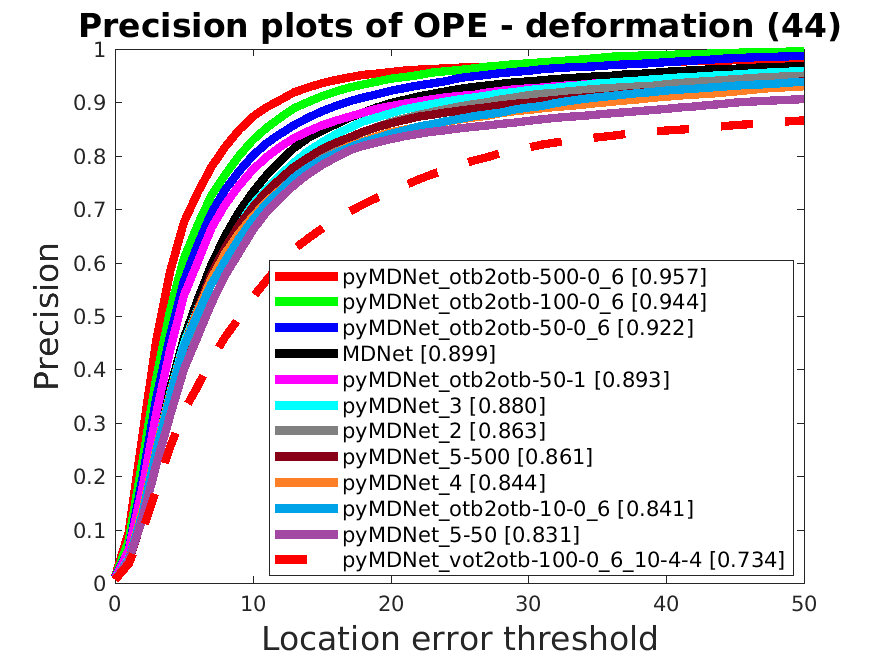 Precision plots of OPE - deformation (44)
1
0.9
0.8
0.7
0.6
0.5
0.4
0.3
0.2
0.1
0
Precision
pyMDNet_otb2otb-500-0_6 [0.957]
pyMDNet_otb2otb-100-0_6 [0.944]
pyMDNet_otb2otb-50-0_6 [0.922]
MDNet [0.899]
pyMDNet_otb2otb-50-1 [0.893]
pyMDNet_3 [0.880]
pyMDNet_2 [0.863]
pyMDNet_5-500 [0.861]
pyMDNet_4 [0.844]
pyMDNet_otb2otb-10-0_6 [0.841]
pyMDNet_5-50 [0.831]
pyMDNet_vot2otb-100-0_6_10-4-4 [0.734]
0 10 20 30 40 50
Location error threshold